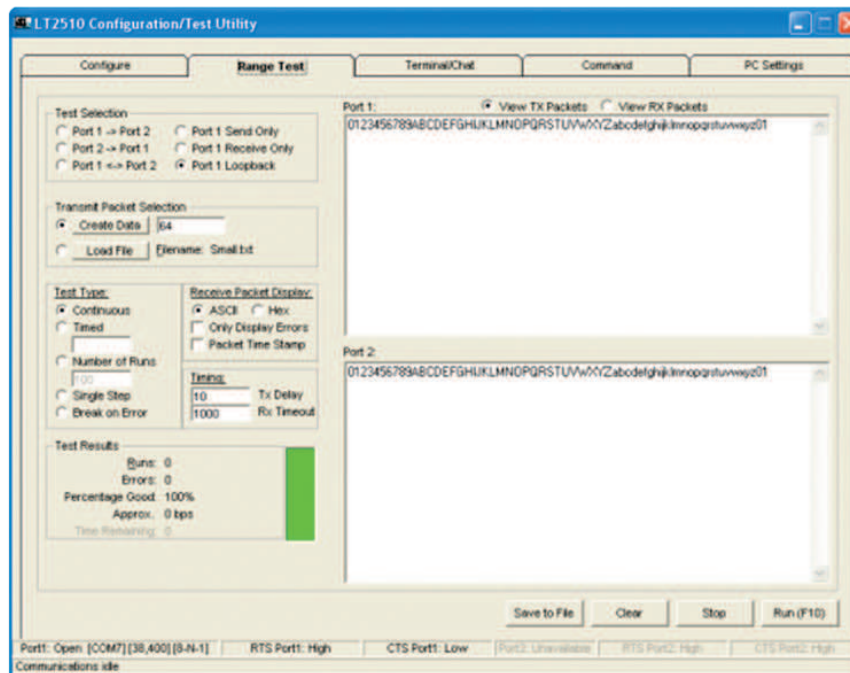 LT2510 Configuration/Test Utility
Configure
Range Test
Terminal/Chat
Command
PC Settings
Test Selection
Port 1 -> Port 2
Port 1 Send Only
Port 2 -> Port 1
Port 1 Receive Only
Port 1 <-> Port 2
Port 1 Loopback
Transmit Packet Selection
Create Data
64
Load File
Filename: Small.txt
Test Type:
Continuous
Timed
Number of Runs
100
Single Step
Break on Error
Receive Packet Display:
ASCII
Hex
Only Display Errors
Packet Time Stamp
Timing:
10
Tx Delay
1000
Rx Timeout
Test Results
Runs: 0
Errors: 0
Percentage Good: 100%
Approx. 0 bps
Time Remaining: 0
Port 1:
View TX Packets
View RX Packets
0123456789ABCDEFGHIJKLMNOPQRSTUVWXYZabcdefghijklmnopqrstuvwxyz01
Port 2:
0123456789ABCDEFGHIJKLMNOPQRSTUVWXYZabcdefghijklmnopqrstuvwxyz01
Save to File
Clear
Stop
Run (F10)
Port1: Open [COM7] [38,400] [8-N-1]
RTS Port1: High
CTS Port1: Low
Port2: Unavailable
RTS Port2: High
CTS Port2: High
Communications idle